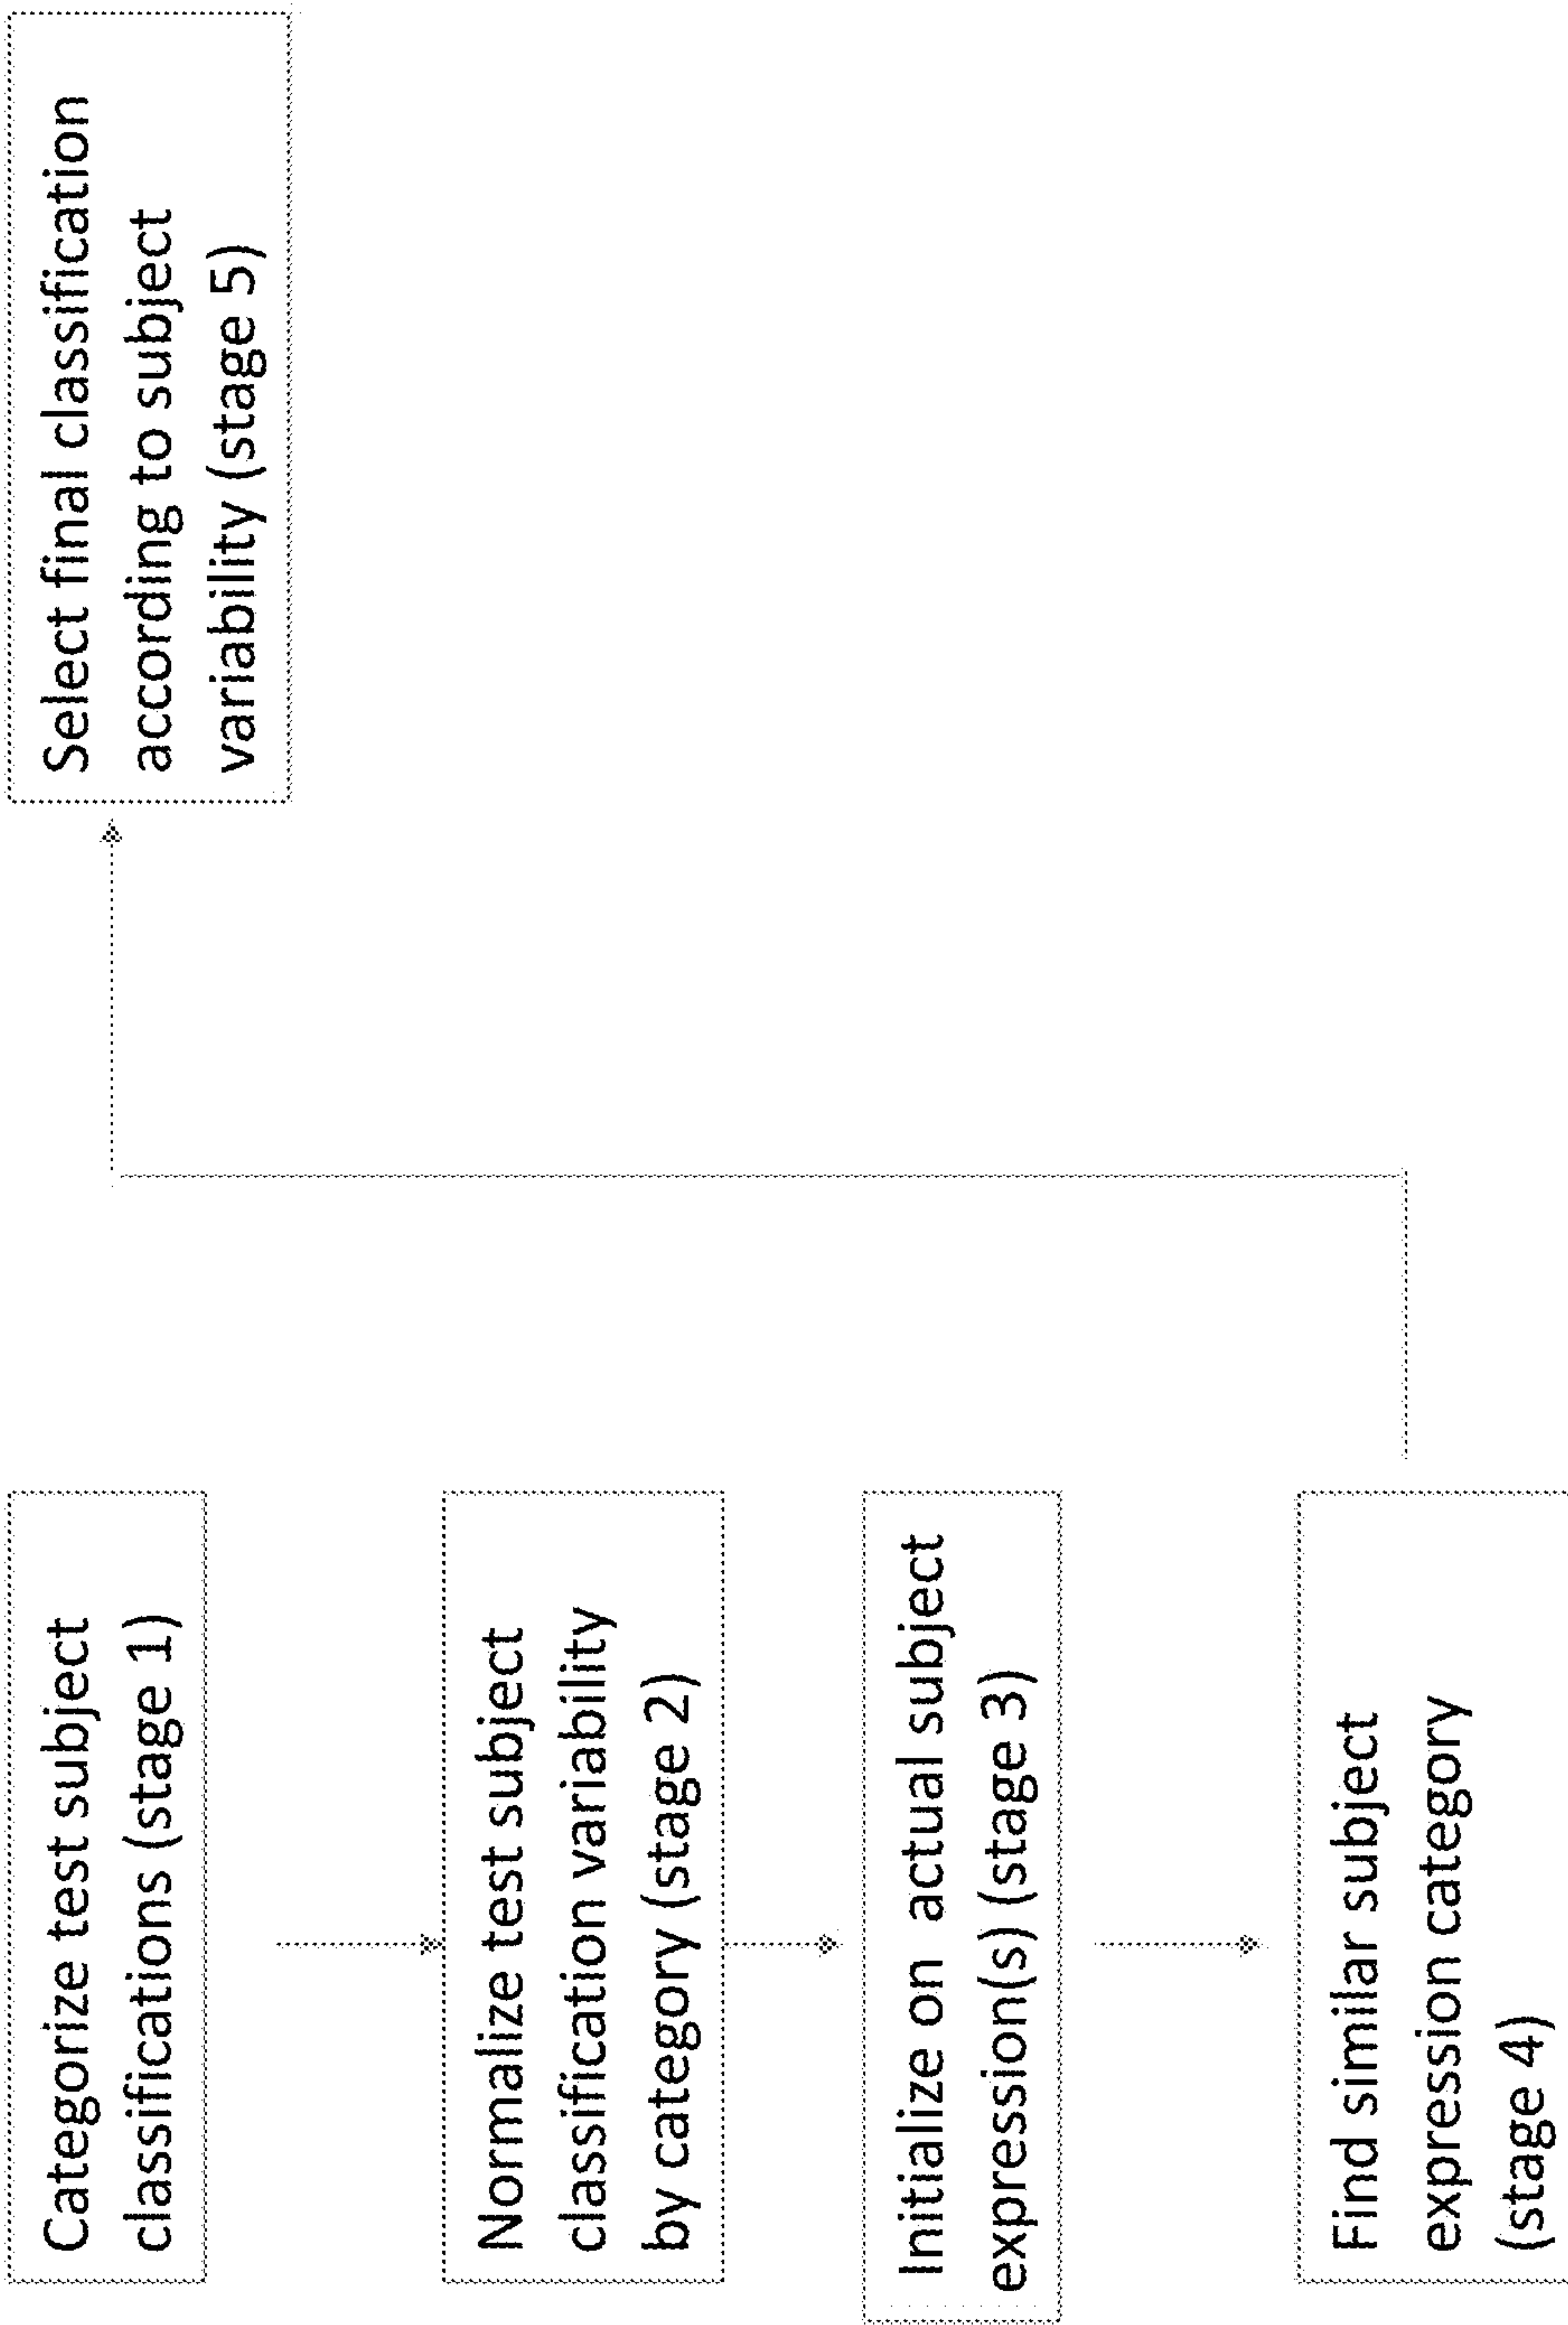 Categorize test subject
classifications (stage 1)
Normalize test subject
classification variability
by category (stage 2)
Initialize on actual subject
expression(s) (stage 3)
Find similar subject
expression category
(stage 4)
Select final classification
according to subject
variability (stage 5)